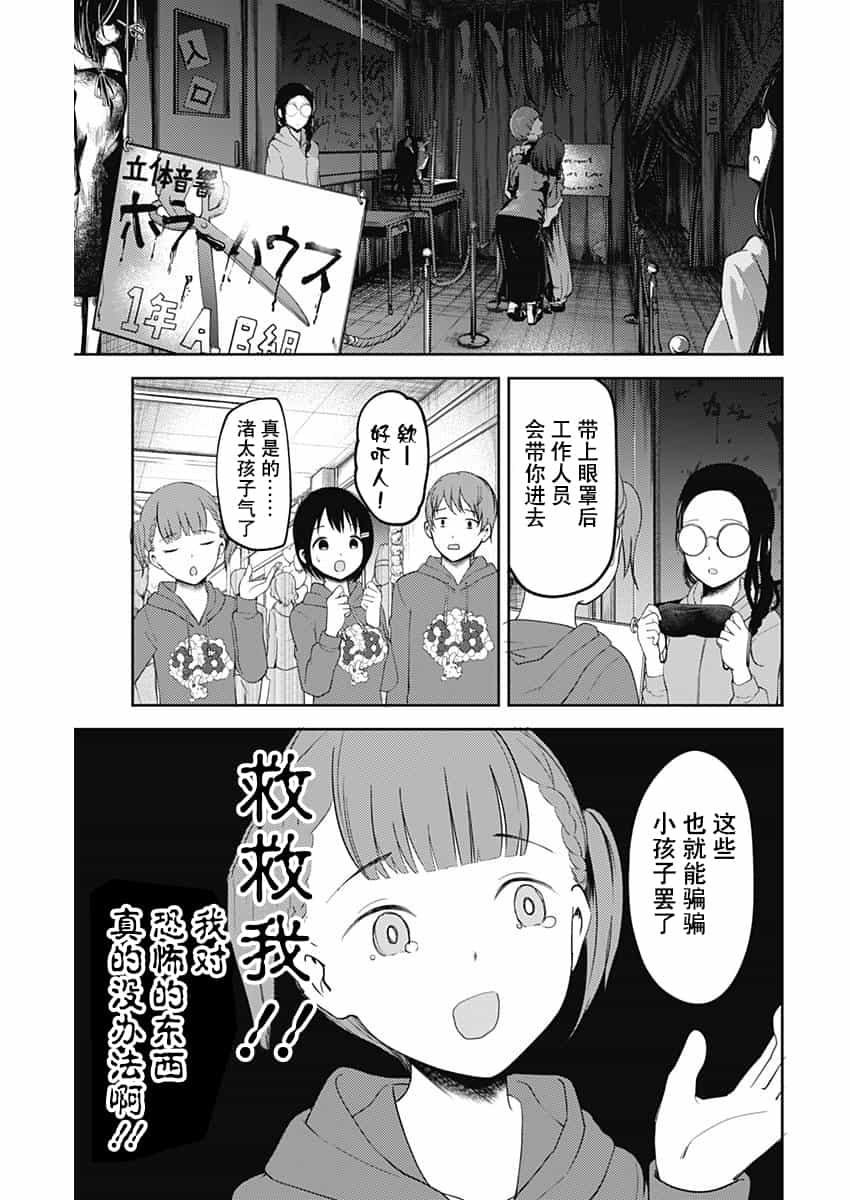 入口
立体音響
ホラーハウス
1年A.B組
出口
带上眼罩后
工作人员
会带你进去
欸—
好吓人！
真是的……
渚太孩子气了
这些
也就能骗骗
小孩子罢了
救救我!!
我对
恐怖的东西
真的没办法啊!!